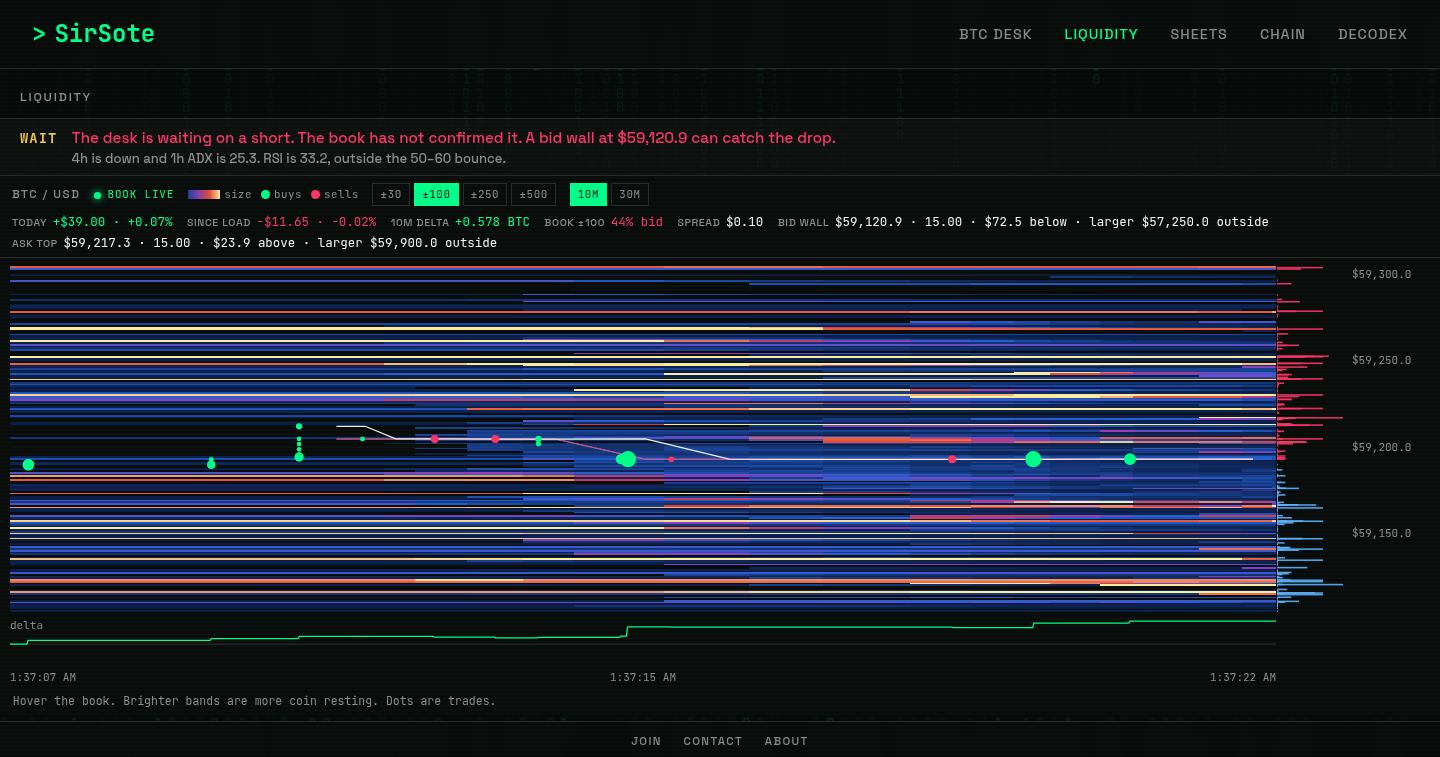 > SirSote
BTC DESK LIQUIDITY SHEETS CHAIN DECODEX
LIQUIDITY
WAIT The desk is waiting on a short. The book has not confirmed it. A bid wall at $59,120.9 can catch the drop.
4h is down and 1h ADX is 25.3. RSI is 33.2, outside the 50–60 bounce.
BTC / USD BOOK LIVE size buys sells ±30 ±100 ±250 ±500 10M 30M
TODAY +$39.00 · +0.07% SINCE LOAD -$11.65 · -0.02% 10M DELTA +0.578 BTC BOOK ±100 44% bid SPREAD $0.10 BID WALL $59,120.9 · 15.00 · $72.5 below · larger $57,250.0 outside
ASK TOP $59,217.3 · 15.00 · $23.9 above · larger $59,900.0 outside
$59,300.0
$59,250.0
$59,200.0
$59,150.0
delta
1:37:07 AM 1:37:15 AM 1:37:22 AM
Hover the book. Brighter bands are more coin resting. Dots are trades.
JOIN CONTACT ABOUT